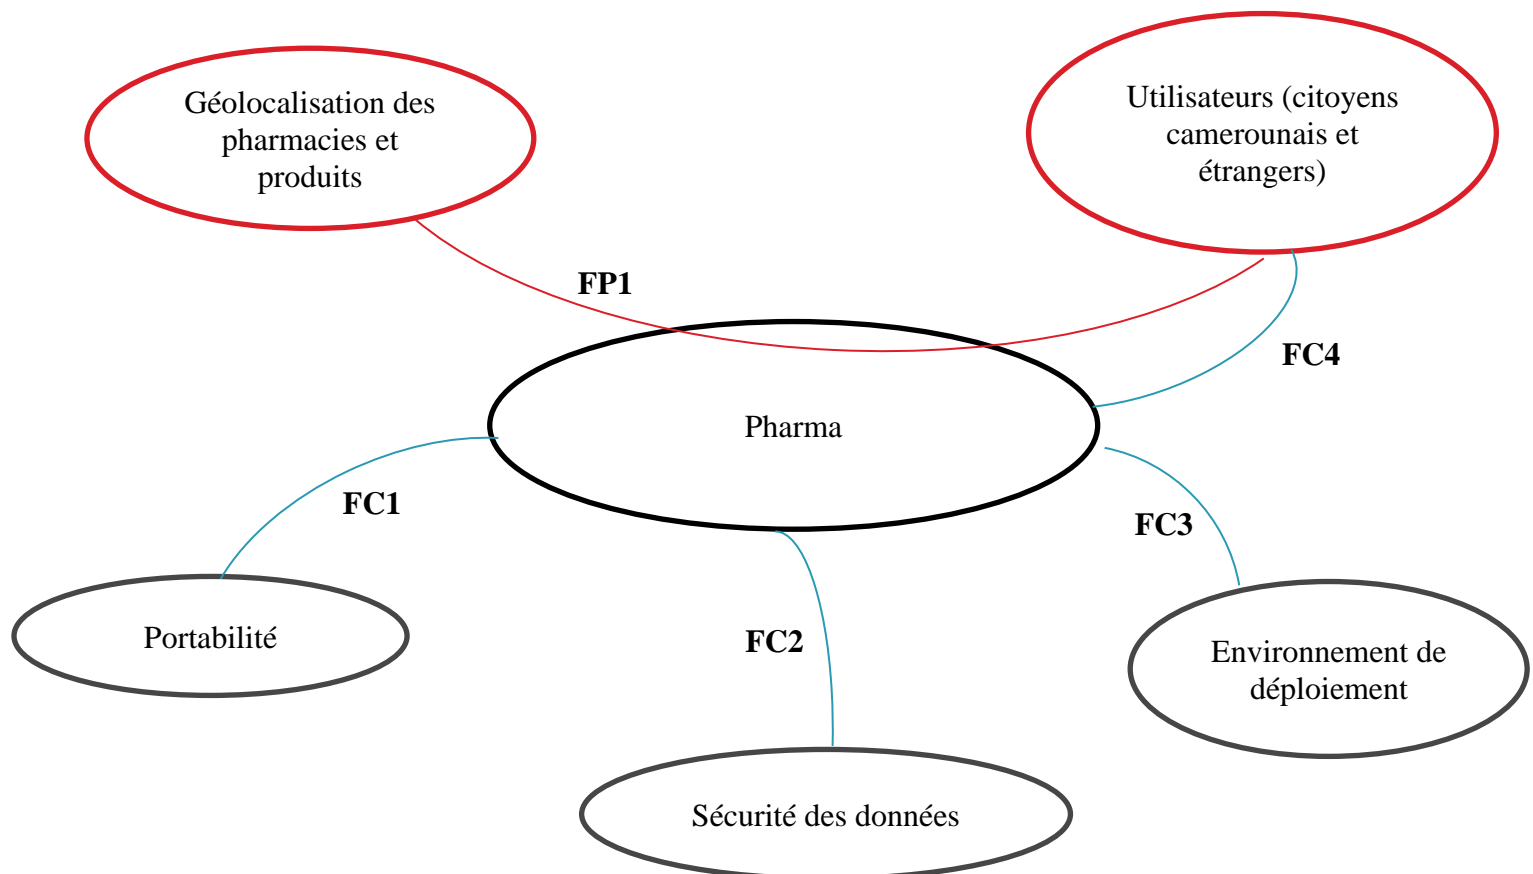 Géolocalisation des
pharmacies et
produits
Utilisateurs (citoyens
camerounais et
étrangers)
FP1
FC4
Pharma
FC1
FC3
Portabilité
FC2
Environnement de
déploiement
Sécurité des données